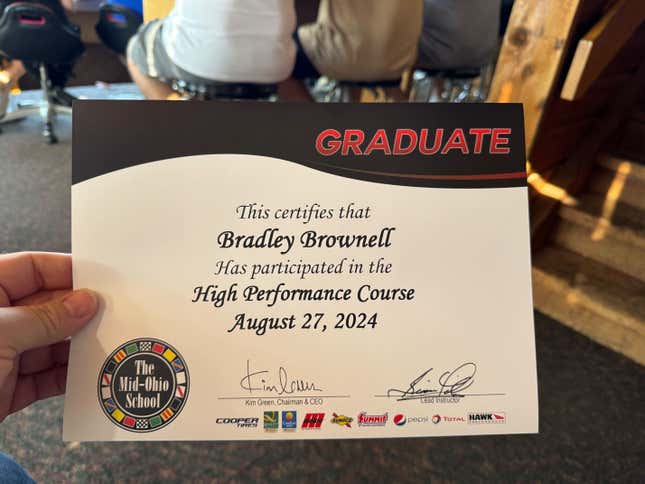 GRADUATE
This certifies that
Bradley Brownell
Has participated in the
High Performance Course
August 27, 2024
The
Mid-Ohio
School
Kim Green, Chairman & CEO
Lead Instructor
COOPER TIRES
SUNOCO
SUMMIT
pepsi
TOTAL
HAWK